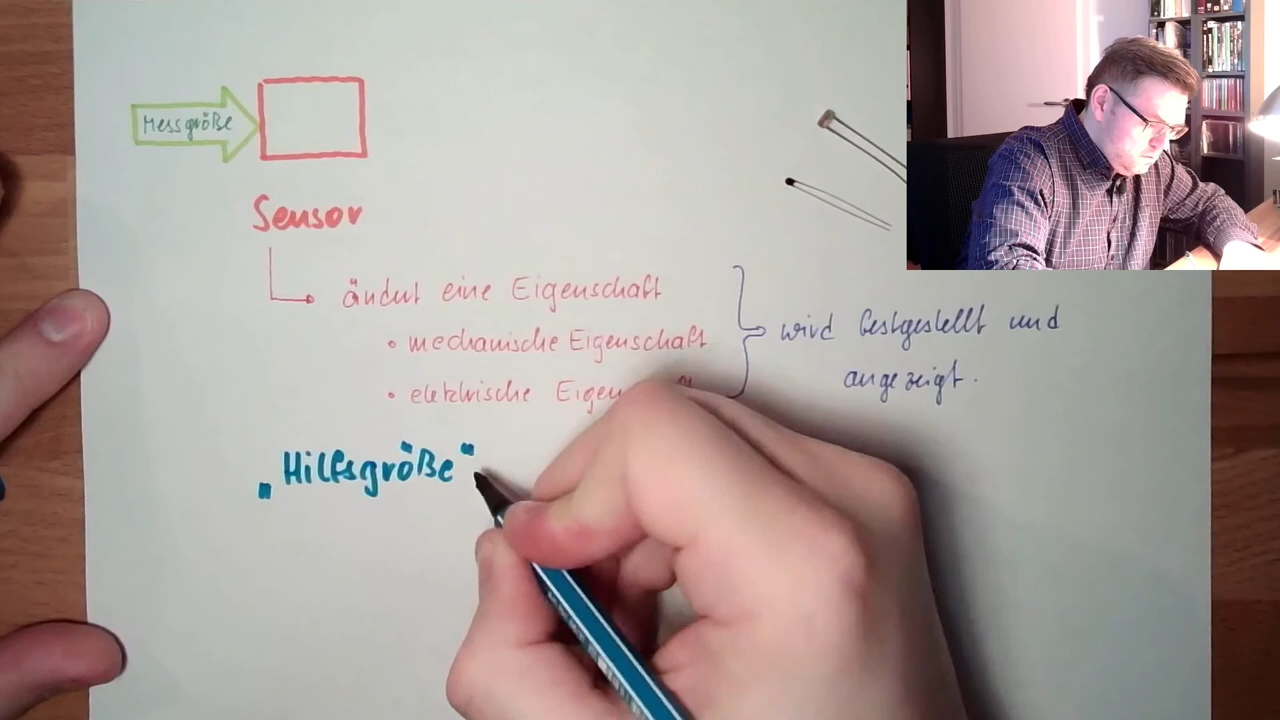 Messgröße
Sensor
ändert eine Eigenschaft
• mechanische Eigenschaft
wird festgestellt und
• elektrische
angezeigt.
„Hilfsgröße"